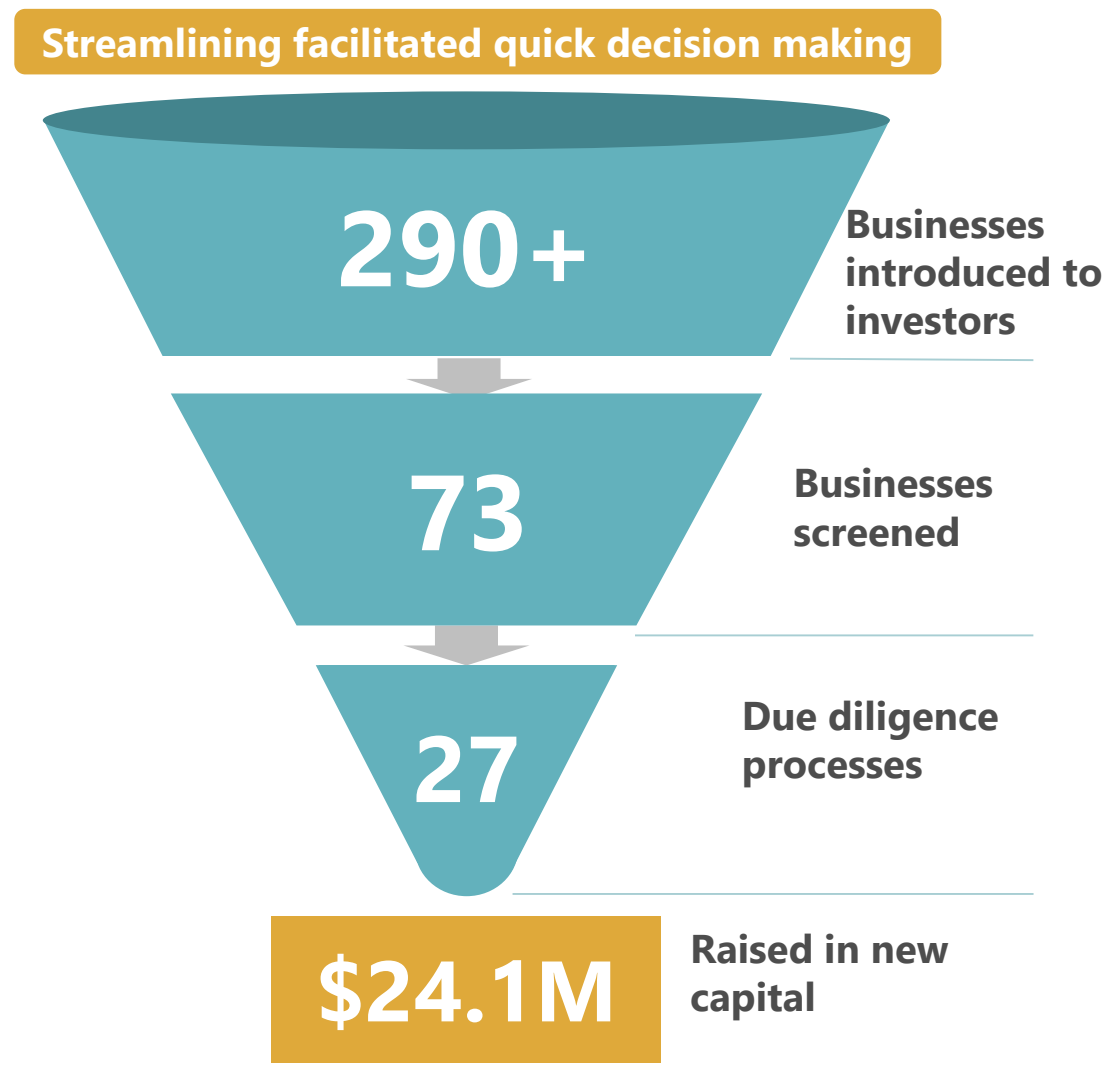 Streamlining facilitated quick decision making
290+
Businesses
introduced to
investors
73
Businesses
screened
27
Due diligence
processes
$24.1M
Raised in new
capital